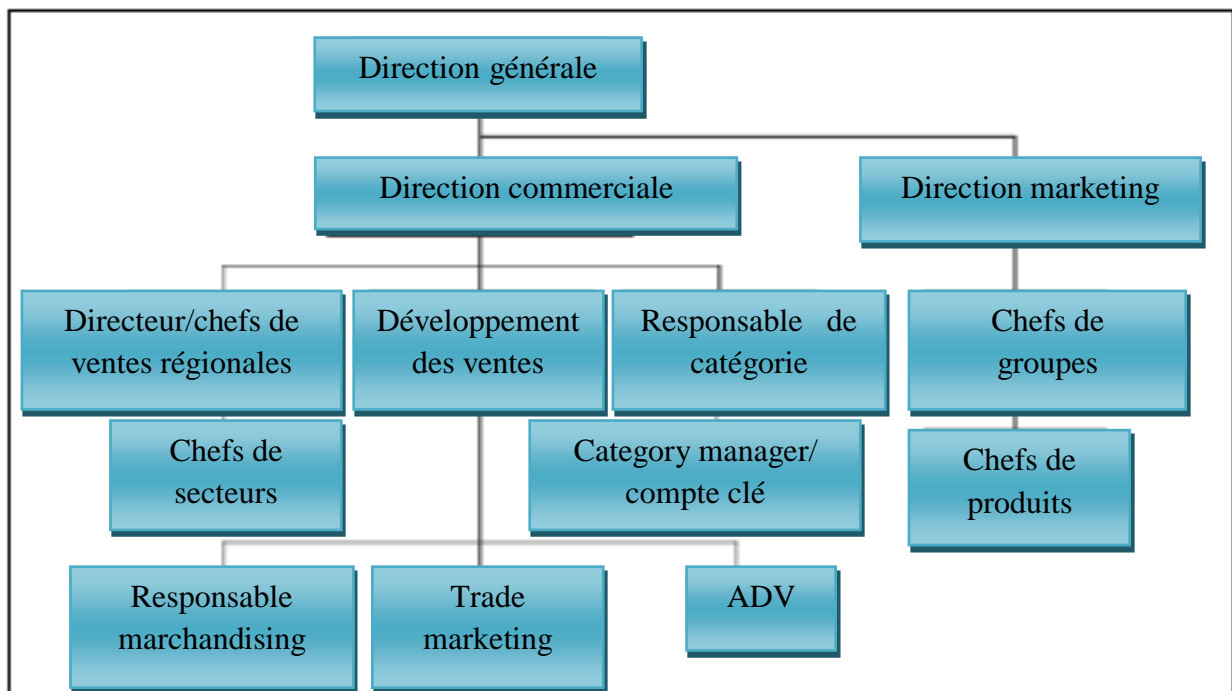 Direction générale
Direction commerciale
Direction marketing
Directeur/chefs de
ventes régionales
Développement
des ventes
Responsable de
catégorie
Chefs de
groupes
Chefs de
secteurs
Category manager/
compte clé
Chefs de
produits
Responsable
marchandising
Trade
marketing
ADV